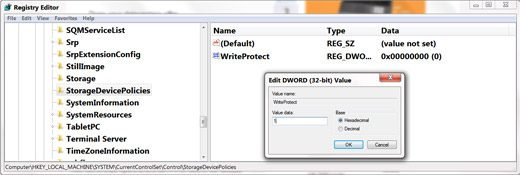 Registry Editor
File Edit View Favorites Help
SQMServiceList
Srp
SrpExtensionConfig
StillImage
Storage
StorageDevicePolicies
SystemInformation
SystemResources
TabletPC
Terminal Server
TimeZoneInformation
Name Type Data
(Default) REG_SZ (value not set)
WriteProtect REG_DWO... 0x00000000 (0)
Edit DWORD (32-bit) Value
Value name:
WriteProtect
Value data:
Base
Hexadecimal
Decimal
OK Cancel
Computer\HKEY_LOCAL_MACHINE\SYSTEM\CurrentControlSet\Control\StorageDevicePolicies